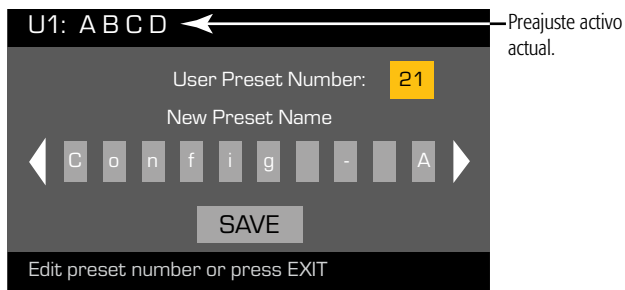 U1: A B C D
Preajuste activo
actual.
User Preset Number: 21
New Preset Name
C o n f i g - A
SAVE
Edit preset number or press EXIT